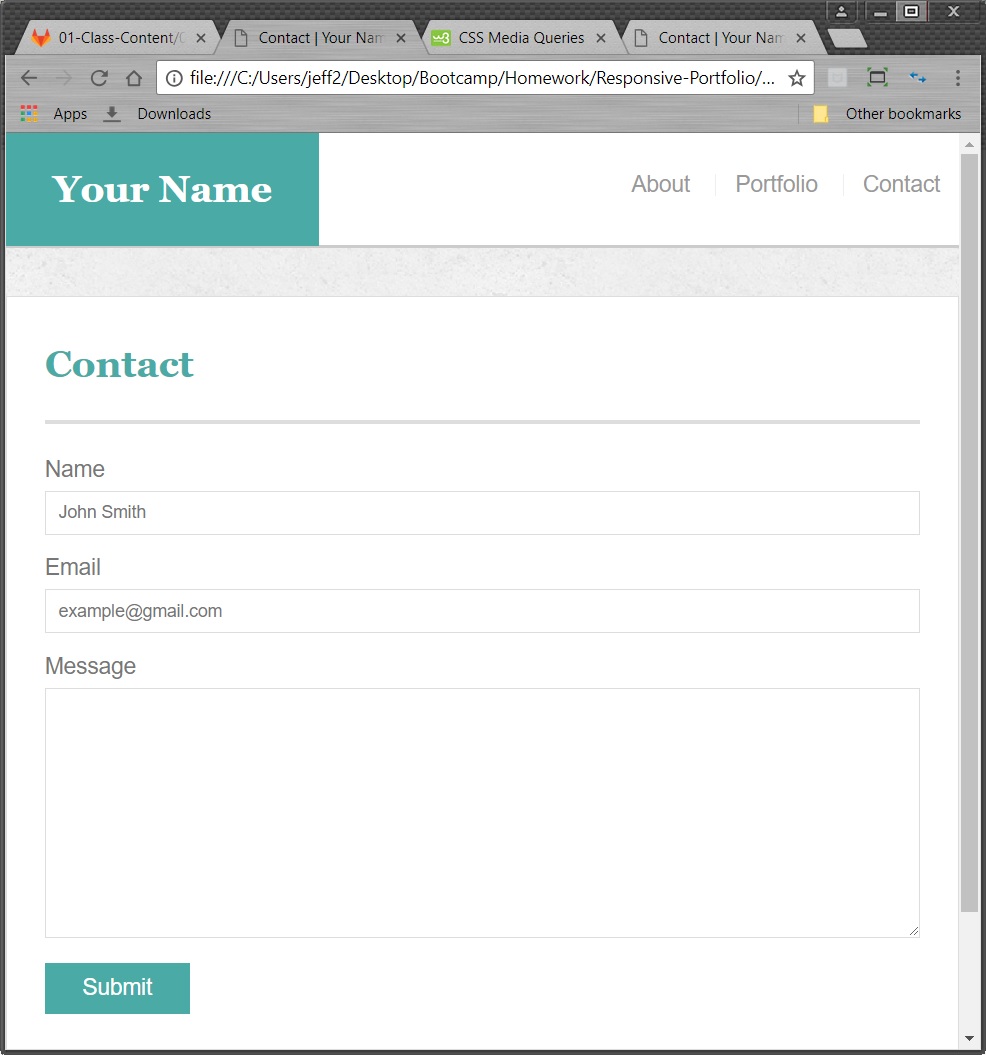 01-Class-Content/ Contact | Your Nam CSS Media Queries Contact | Your Nam
file:///C:/Users/jeff2/Desktop/Bootcamp/Homework/Responsive-Portfolio/...
Apps Downloads Other bookmarks
Your Name About Portfolio Contact
Contact
Name
John Smith
Email
example@gmail.com
Message
Submit